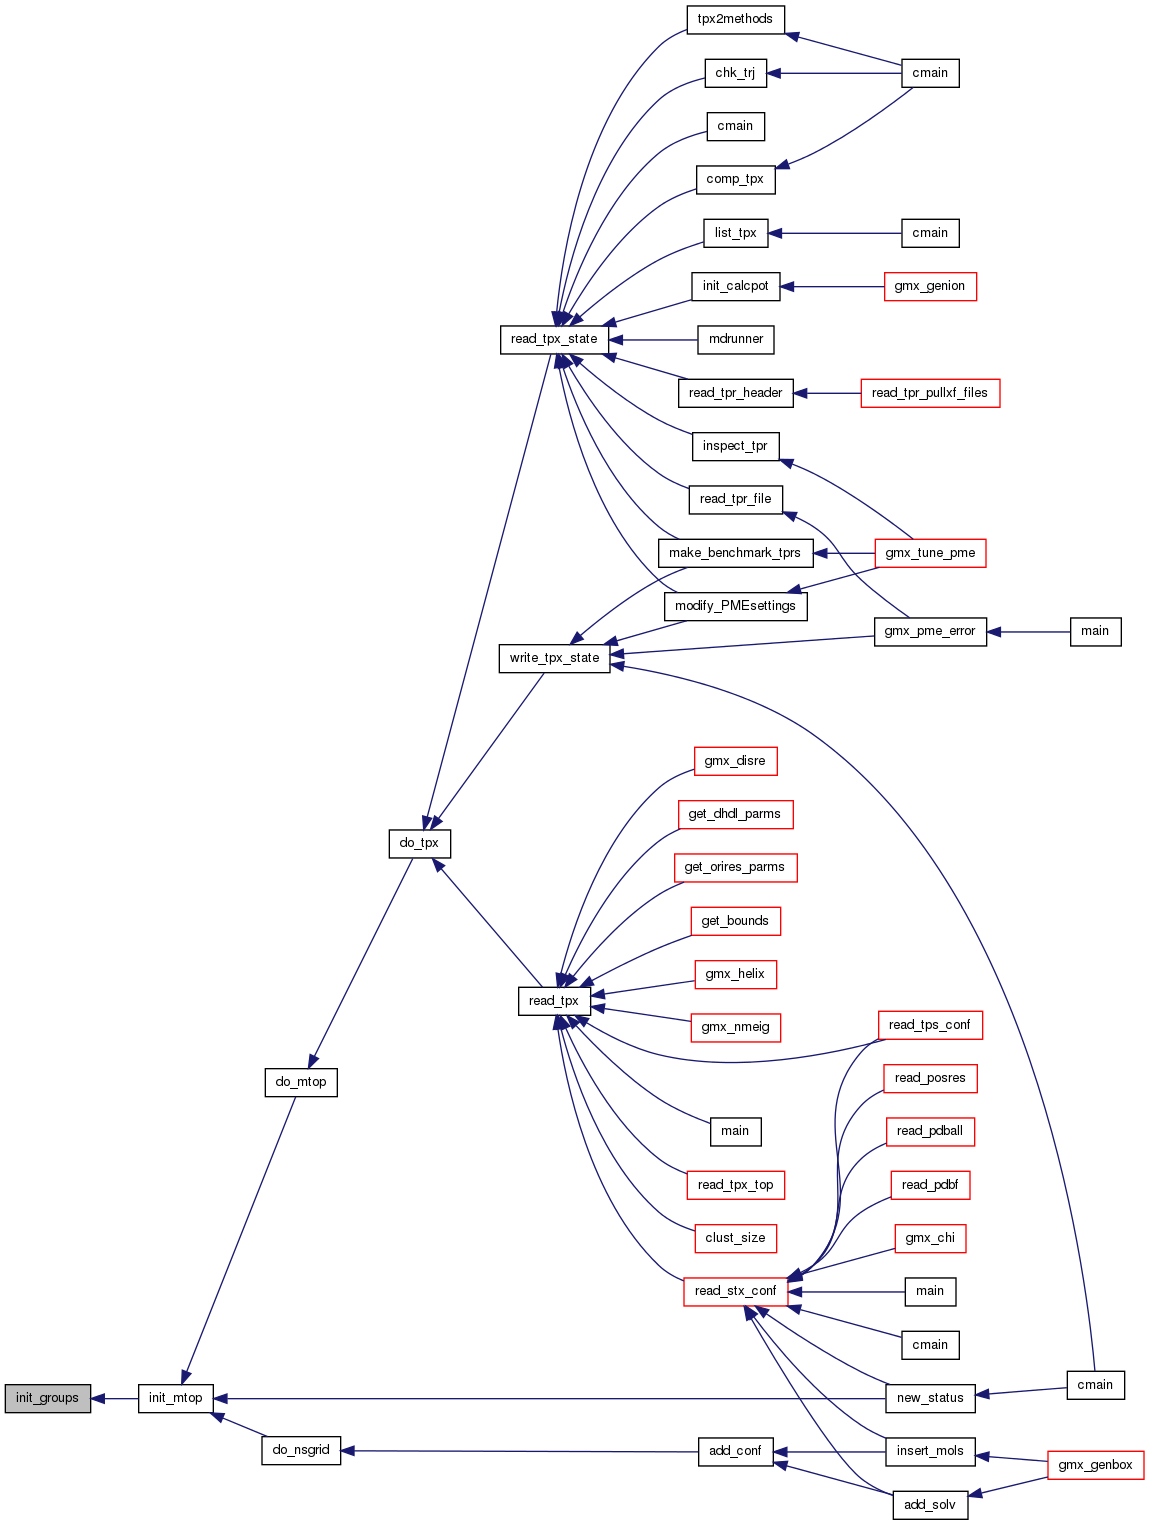 tpx2methods
chk_trj
cmain
cmain
comp_tpx
list_tpx
cmain
init_calcpot
gmx_genion
read_tpx_state
mdrunner
read_tpr_header
read_tpr_pullxf_files
inspect_tpr
read_tpr_file
make_benchmark_tprs
gmx_tune_pme
modify_PMEsettings
gmx_pme_error
main
write_tpx_state
gmx_disre
get_dhdl_parms
do_tpx
get_orires_parms
get_bounds
gmx_helix
read_tpx
gmx_nmeig
read_tps_conf
do_mtop
read_posres
main
read_pdball
read_tpx_top
read_pdbf
clust_size
gmx_chi
read_stx_conf
main
cmain
cmain
init_groups
init_mtop
new_status
do_nsgrid
add_conf
insert_mols
gmx_genbox
add_solv